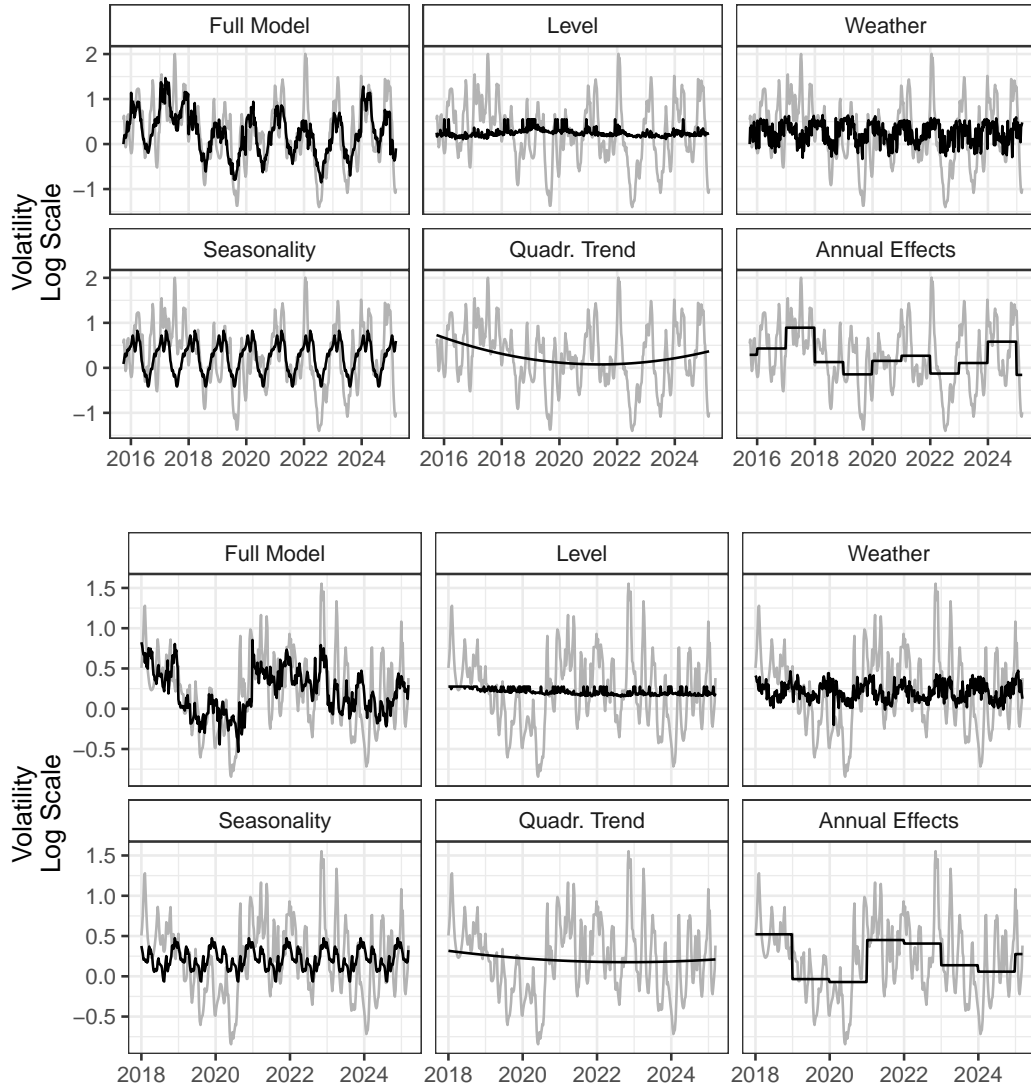 Full Model Level Weather
2
1
0
−1
Seasonality Quadr. Trend Annual Effects
2
1
0
−1
2016 2018 2020 2022 2024 2016 2018 2020 2022 2024 2016 2018 2020 2022 2024
Volatility
Log Scale
Full Model Level Weather
1.5
1.0
0.5
0.0
−0.5
Seasonality Quadr. Trend Annual Effects
1.5
1.0
0.5
0.0
−0.5
2018 2020 2022 2024 2018 2020 2022 2024 2018 2020 2022 2024
Volatility
Log Scale